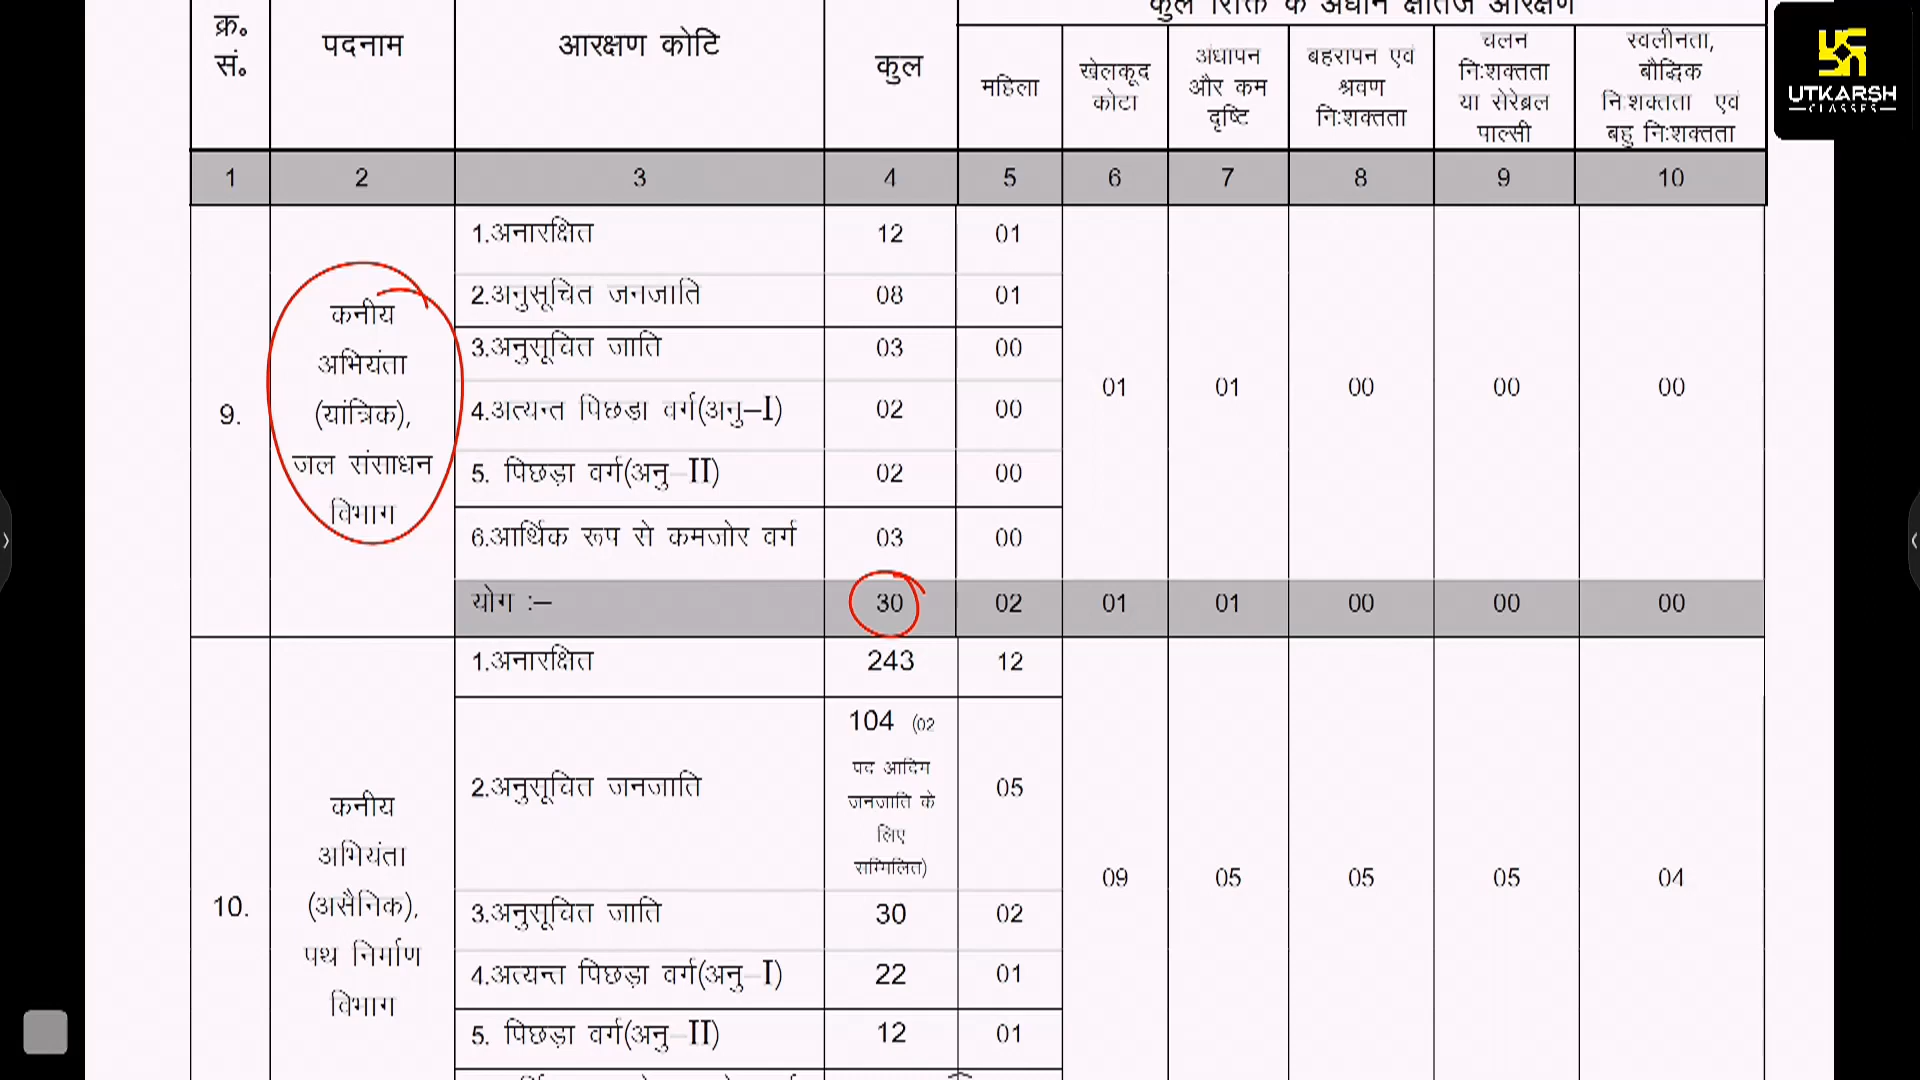 कुल रिक्ति के अधीन क्षैतिज आरक्षण
क्र॰ सं॰ पदनाम आरक्षण कोटि कुल महिला खेलकूद कोटा अंधापन और कम दृष्टि बहरापन एवं श्रवण निःशक्तता चलन निःशक्तता या सेरेब्रल पाल्सी स्वलीनता, बौद्धिक निःशक्तता एवं बहु निःशक्तता
UTKARSH
CLASSES
1 2 3 4 5 6 7 8 9 10
9. कनीय अभियंता (यांत्रिक), जल संसाधन विभाग
1.अनारक्षित 12 01
2.अनुसूचित जनजाति 08 01
3.अनुसूचित जाति 03 00
4.अत्यन्त पिछडा वर्ग(अनु–I) 02 00
5. पिछड़ा वर्ग(अनु–II) 02 00
6.आर्थिक रूप से कमजोर वर्ग 03 00
01 01 00 00 00
योग :– 30 02 01 01 00 00 00
10. कनीय अभियंता (असैनिक), पथ निर्माण विभाग
1.अनारक्षित 243 12
2.अनुसूचित जनजाति 104 (02 पद आदिम जनजाति के लिए सम्मिलित) 05
3.अनुसूचित जाति 30 02
4.अत्यन्त पिछड़ा वर्ग(अनु–I) 22 01
5. पिछड़ा वर्ग(अनु–II) 12 01
09 05 05 05 04